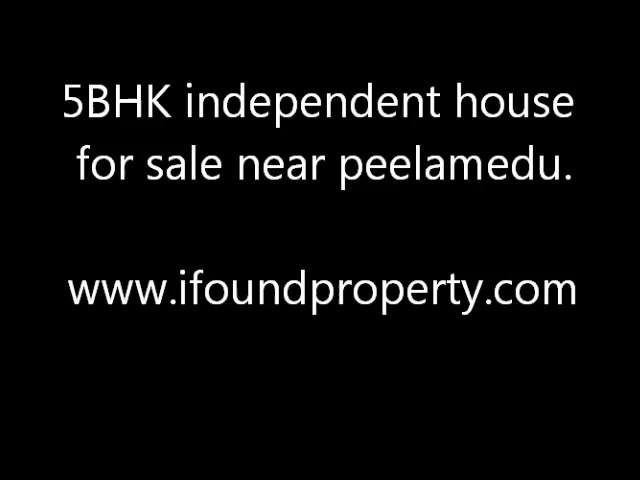 5BHK independent house
for sale near peelamedu.
www.ifoundproperty.com